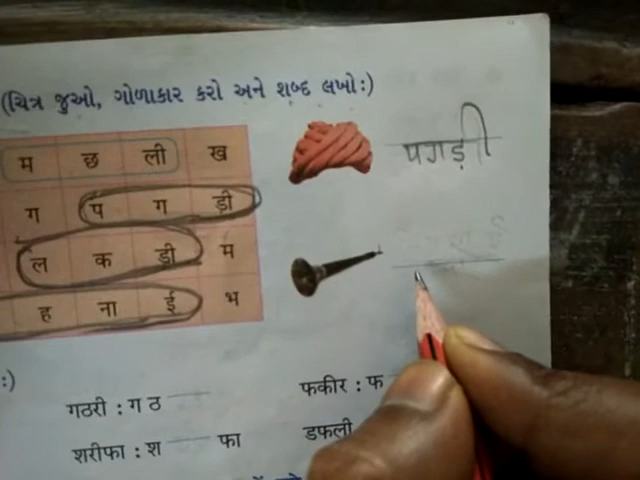 (ચિત્ર જુઓ, ગોળાકાર કરો અને શબ્દ લખો:)
म छ ली ख
ग प ग ड़ी
ल क ड़ी म
ह ना ई भ
पगड़ी
:)
गठरी : ग ठ
फकीर : फ
शरीफा : श फा
डफली